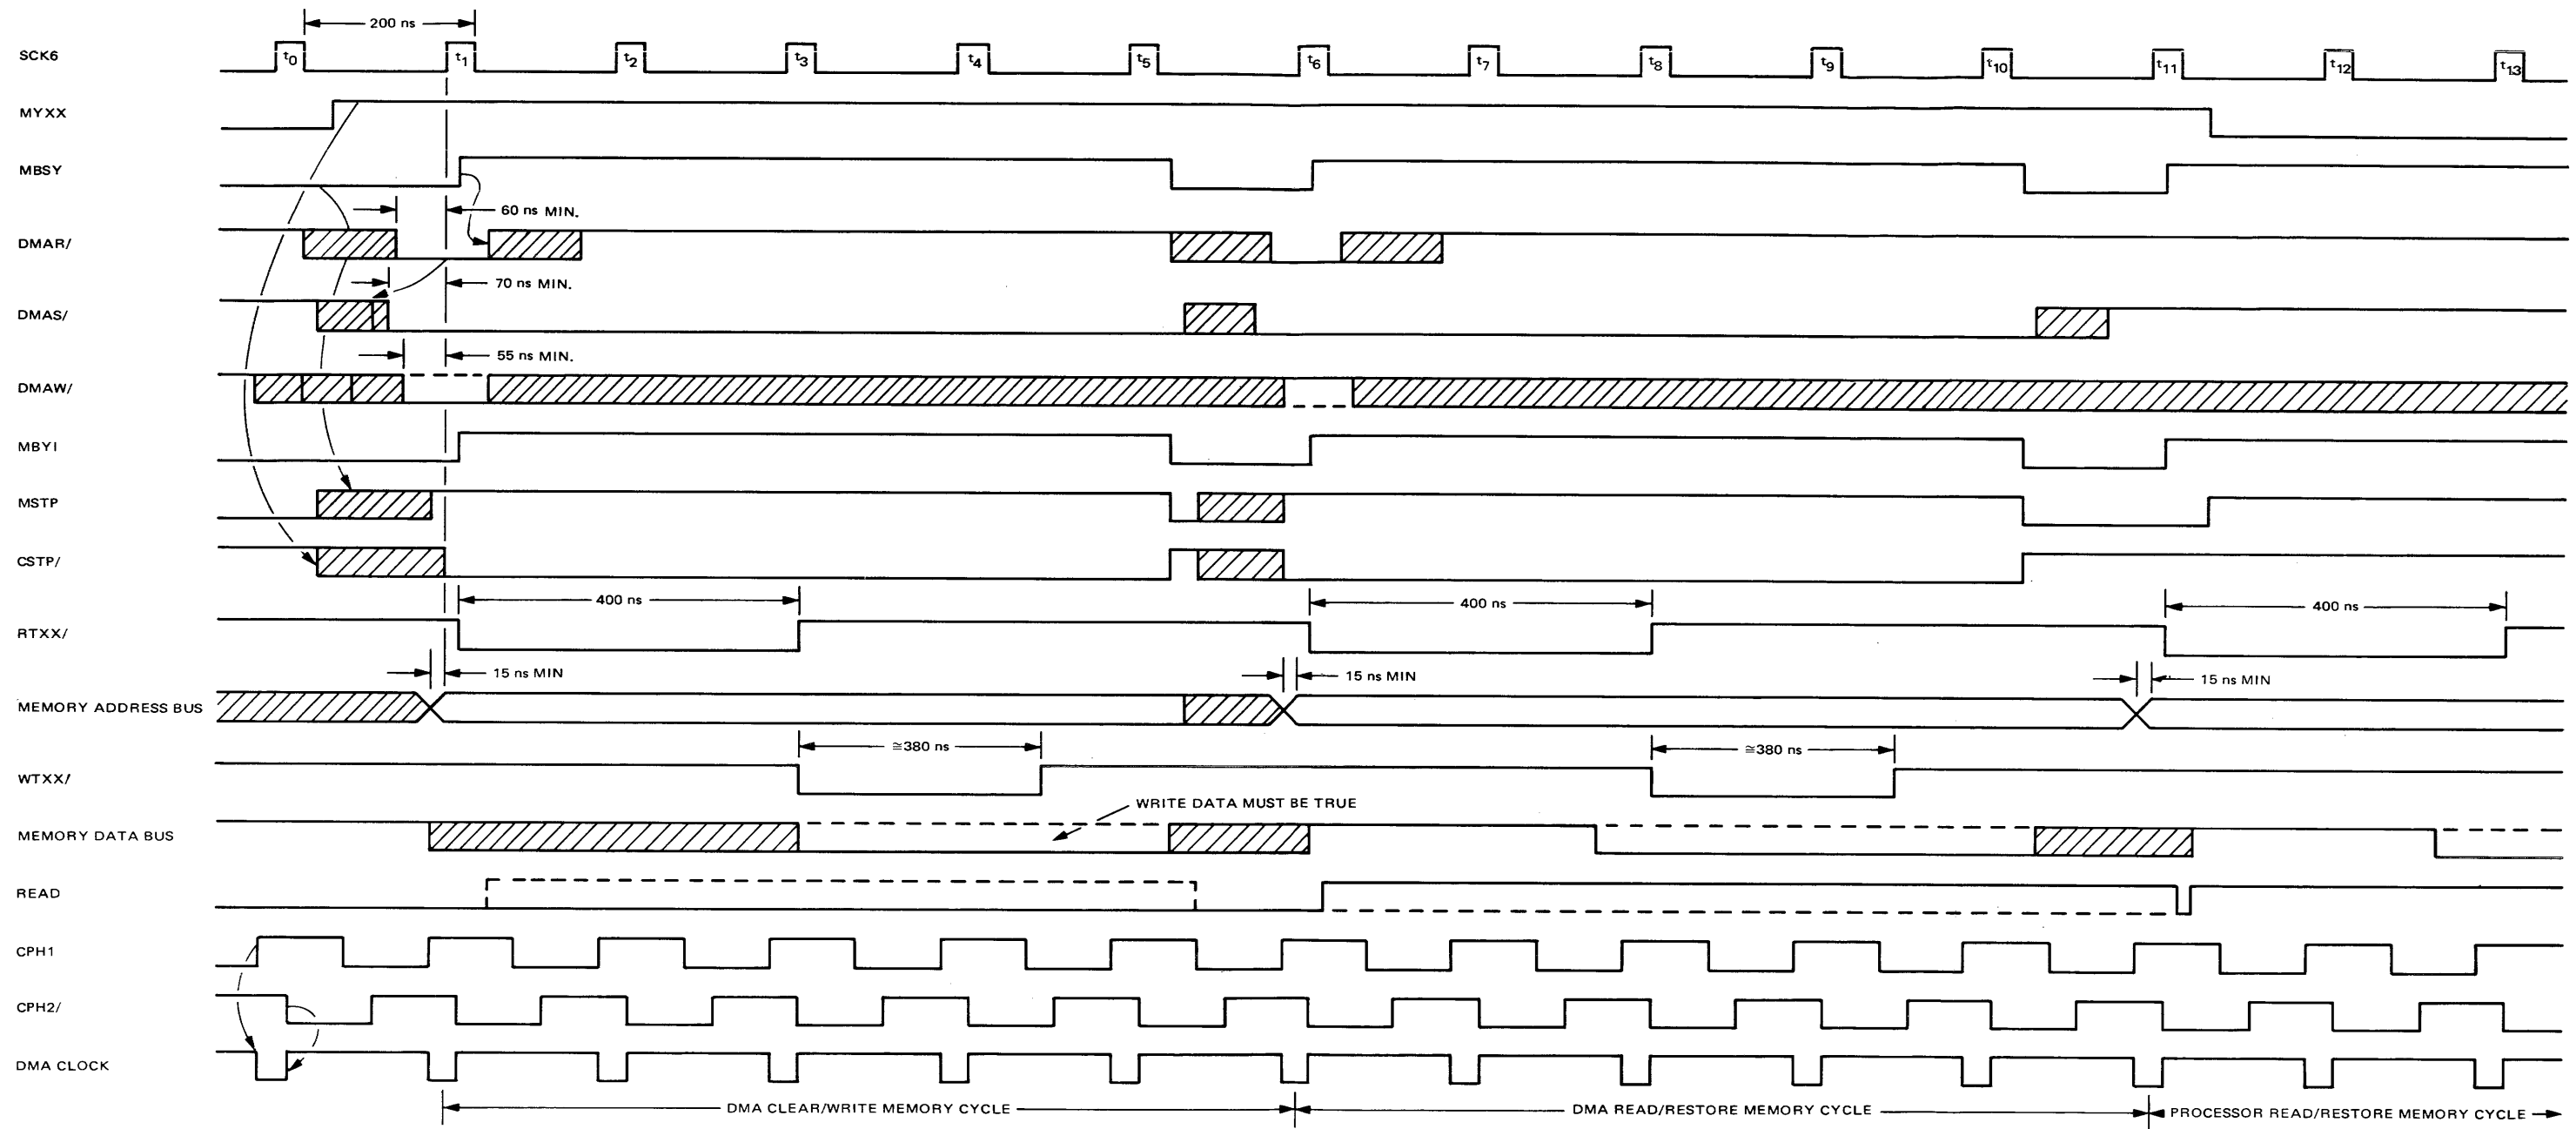 200 ns
SCK6 t0 t1 t2 t3 t4 t5 t6 t7 t8 t9 t10 t11 t12 t13
MYXX
MBSY
60 ns MIN.
DMAR/
70 ns MIN.
DMAS/
55 ns MIN.
DMAW/
MBYI
MSTP
CSTP/
400 ns 400 ns 400 ns
RTXX/
15 ns MIN 15 ns MIN 15 ns MIN
MEMORY ADDRESS BUS
≅380 ns ≅380 ns
WTXX/
WRITE DATA MUST BE TRUE
MEMORY DATA BUS
READ
CPH1
CPH2/
DMA CLOCK
DMA CLEAR/WRITE MEMORY CYCLE DMA READ/RESTORE MEMORY CYCLE PROCESSOR READ/RESTORE MEMORY CYCLE